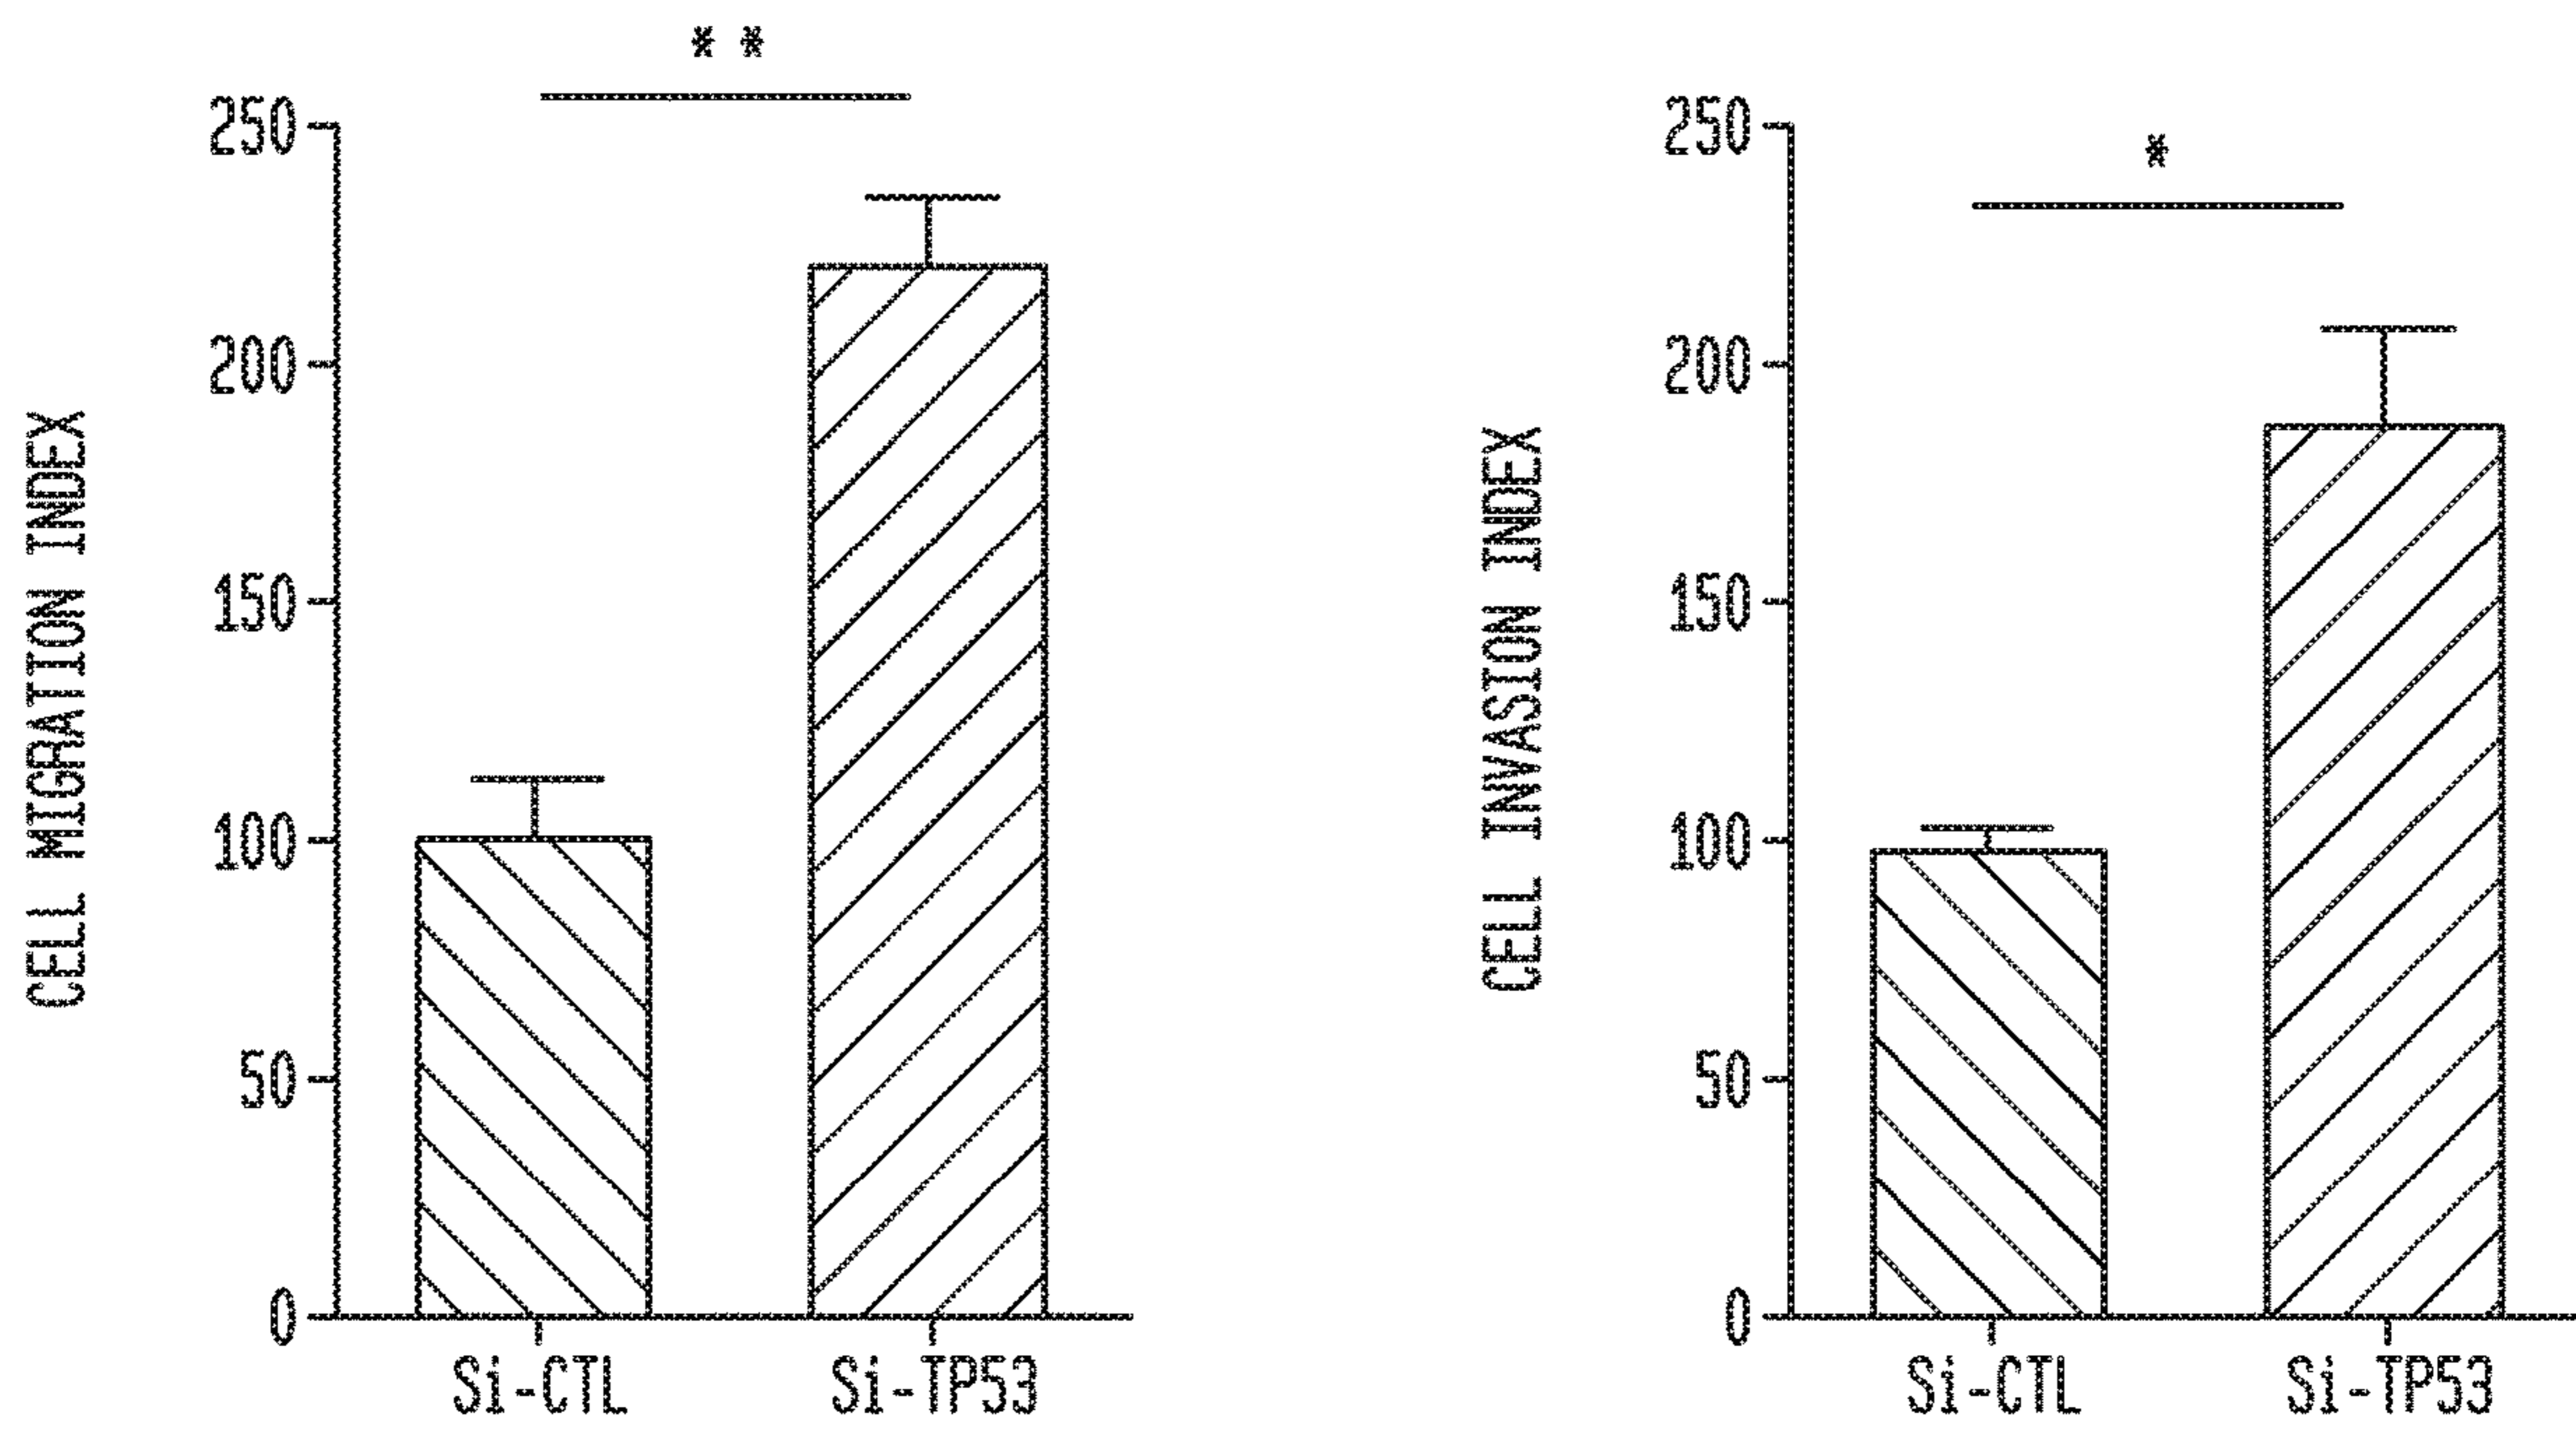 * *
CELL MIGRATION INDEX
250
200
150
100
50
0
Si-CTL
Si-TP53
*
CELL INVASION INDEX
250
200
150
100
50
0
Si-CTL
Si-TP53